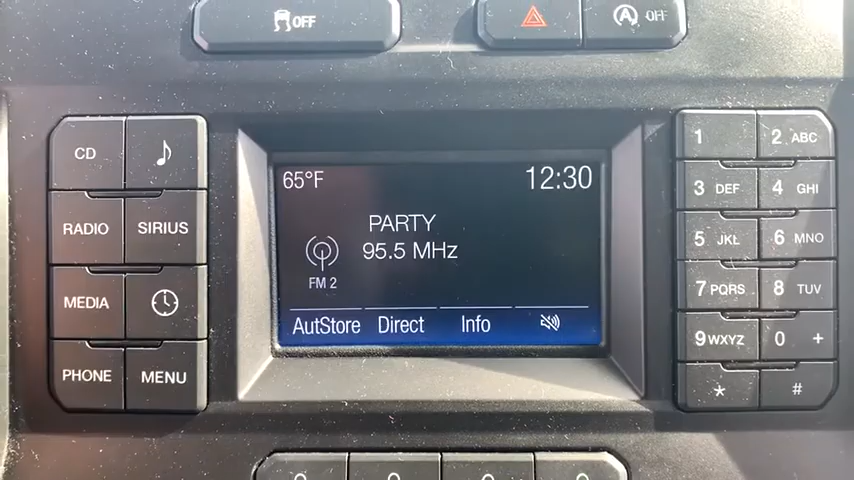 OFF
A OFF
CD
RADIO
SIRIUS
MEDIA
PHONE
MENU
65°F
12:30
PARTY
95.5 MHz
FM 2
AutStore
Direct
Info
1
2 ABC
3 DEF
4 GHI
5 JKL
6 MNO
7 PQRS
8 TUV
9 WXYZ
0 +
*
#